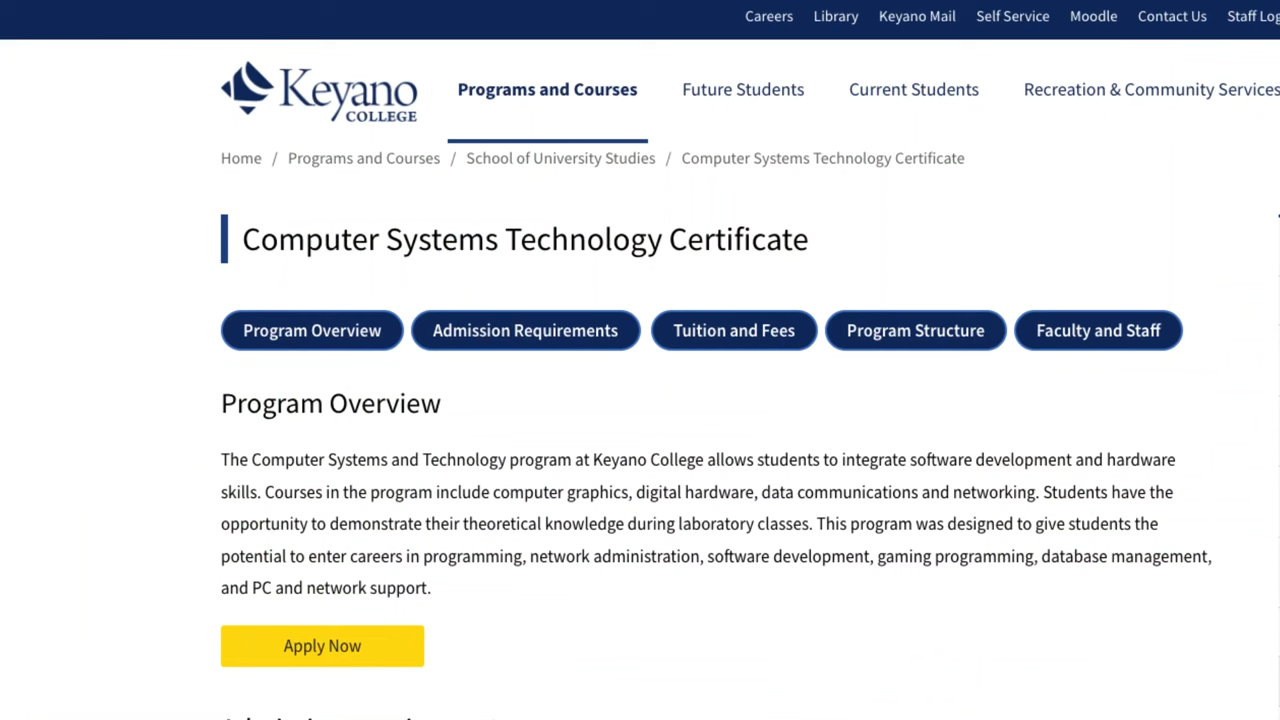 Careers Library Keyano Mail Self Service Moodle Contact Us Staff
Keyano
COLLEGE
Programs and Courses Future Students Current Students Recreation & Community Services
Home / Programs and Courses / School of University Studies / Computer Systems Technology Certificate
Computer Systems Technology Certificate
Program Overview Admission Requirements Tuition and Fees Program Structure Faculty and Staff
Program Overview
The Computer Systems and Technology program at Keyano College allows students to integrate software development and hardware
skills. Courses in the program include computer graphics, digital hardware, data communications and networking. Students have the
opportunity to demonstrate their theoretical knowledge during laboratory classes. This program was designed to give students the
potential to enter careers in programming, network administration, software development, gaming programming, database management,
and PC and network support.
Apply Now